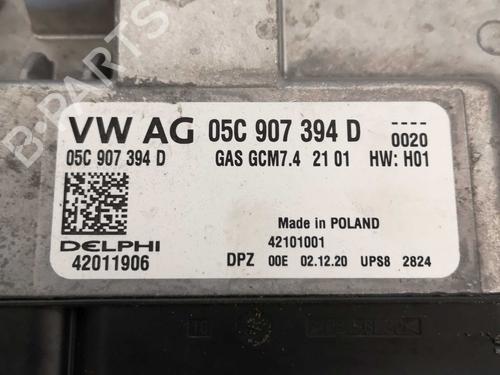 B-PARTS
VW AG 05C 907 394 D ----
0020
05C 907 394 D GAS GCM7.4 21 01 HW: H01
Made in POLAND
DELPHI 42101001
42011906 DPZ 00E 02.12.20 UPS8 2824